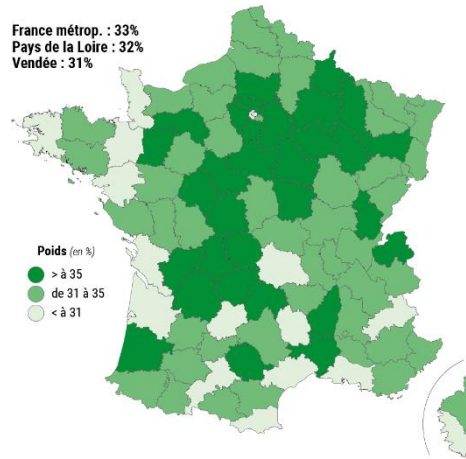 France métrop. : 33%
Pays de la Loire : 32%
Vendée : 31%
Poids (en %)
> à 35
de 31 à 35
< à 31